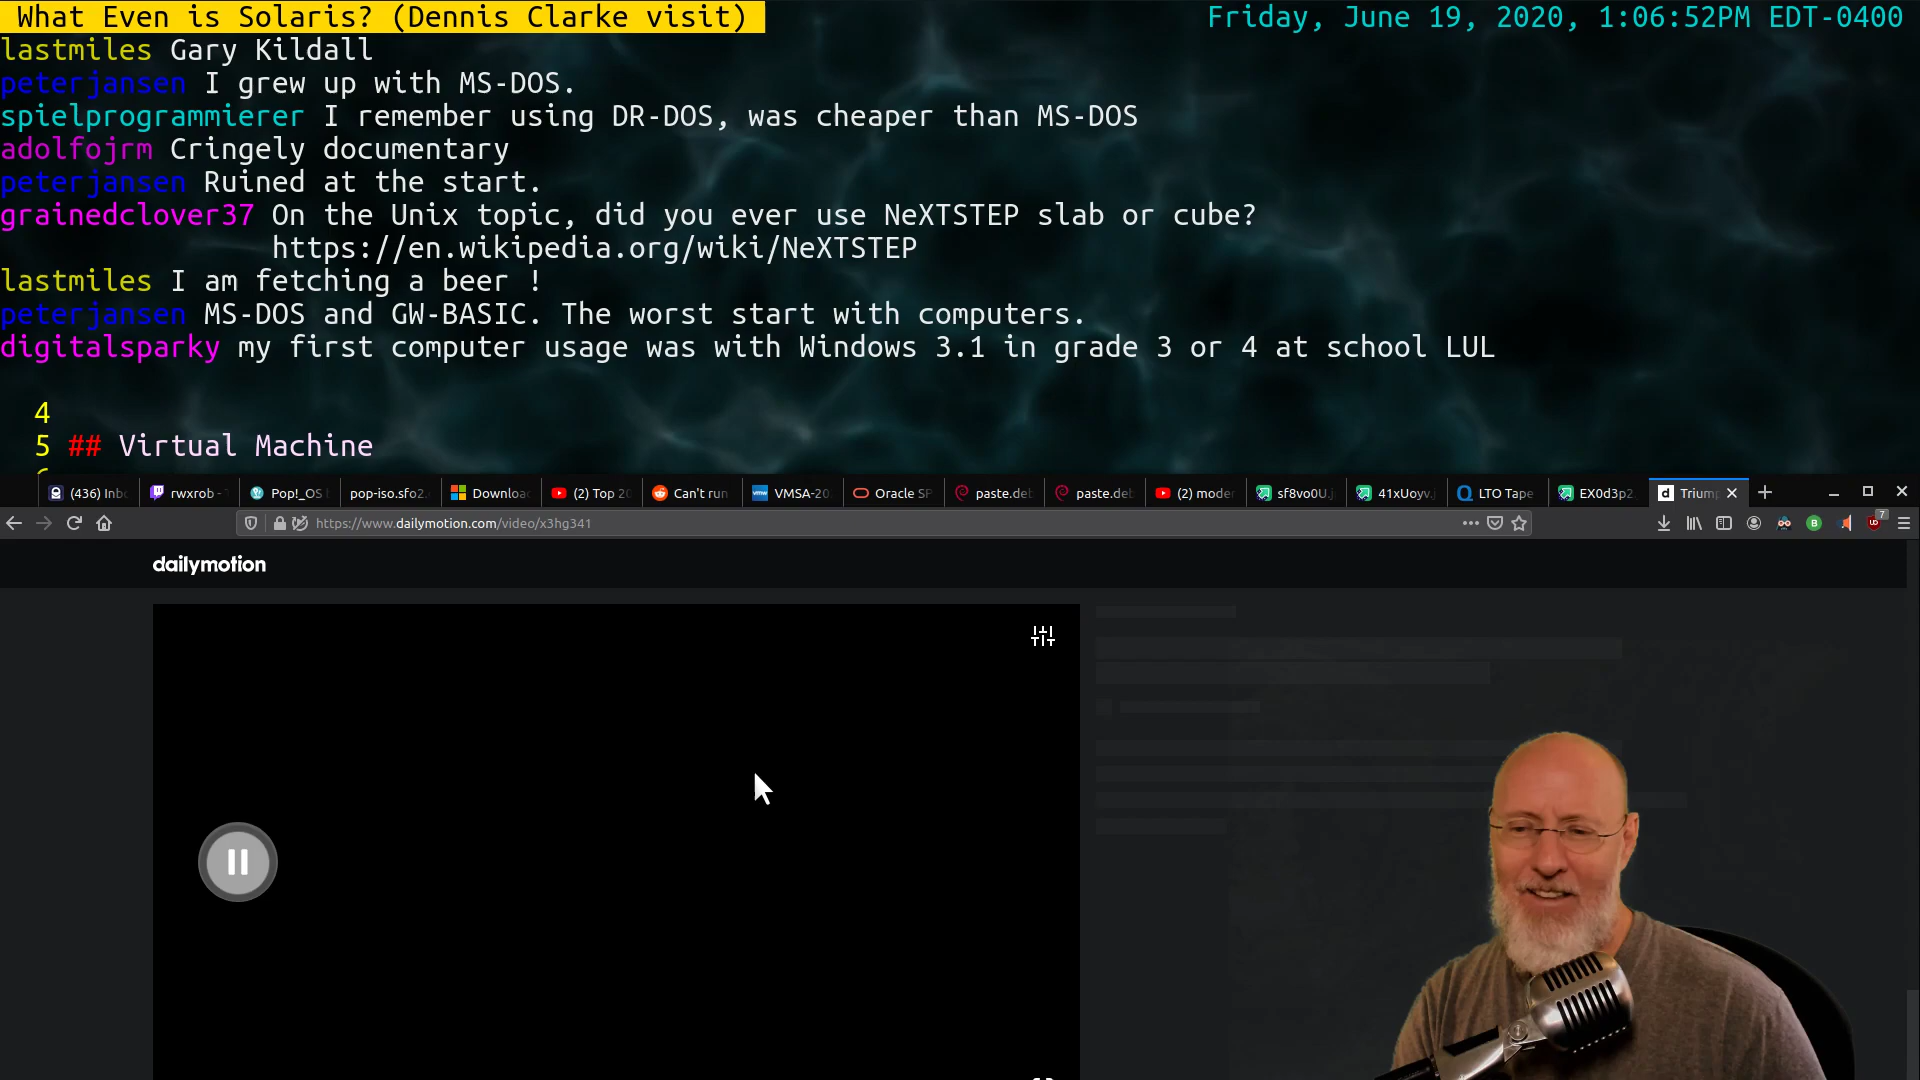 What Even is Solaris? (Dennis Clarke visit)
Friday, June 19, 2020, 1:06:52PM EDT-0400
lastmiles Gary Kildall
peterjansen I grew up with MS-DOS.
spielprogrammierer I remember using DR-DOS, was cheaper than MS-DOS
adolfojrm Cringely documentary
peterjansen Ruined at the start.
grainedclover37 On the Unix topic, did you ever use NeXTSTEP slab or cube?
https://en.wikipedia.org/wiki/NeXTSTEP
lastmiles I am fetching a beer !
peterjansen MS-DOS and GW-BASIC. The worst start with computers.
digitalsparky my first computer usage was with Windows 3.1 in grade 3 or 4 at school LUL
4
5 ## Virtual Machine
(436) Inb rwxrob - Pop!_OS pop-iso.sfo2. Downloa (2) Top 20 Can't run VMSA-20 Oracle SP paste.de paste.de (2) moder sf8vo0U.j 41xUoyv.j LTO Tape EX0d3p2 Trium
https://www.dailymotion.com/video/x3hg341
7
dailymotion